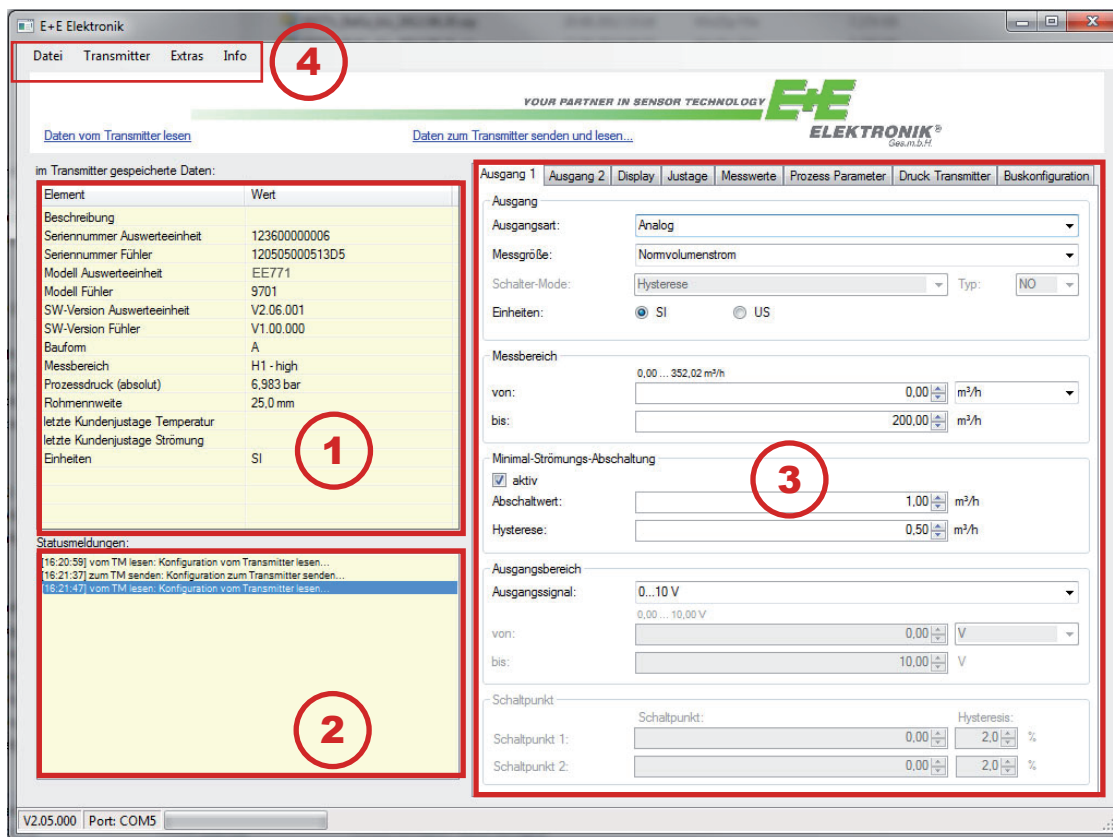 E+E Elektronik
Datei Transmitter Extras Info
4
YOUR PARTNER IN SENSOR TECHNOLOGY
E+E
ELEKTRONIK®
Ges.m.b.H.
Daten vom Transmitter lesen
Daten zum Transmitter senden und lesen...
im Transmitter gespeicherte Daten:
Element Wert
Beschreibung
Seriennummer Auswerteeinheit 123600000006
Seriennummer Fühler 120505000513D5
Modell Auswerteeinheit EE771
Modell Fühler 9701
SW-Version Auswerteeinheit V2.06.001
SW-Version Fühler V1.00.000
Bauform A
Messbereich H1 - high
Prozessdruck (absolut) 6,983 bar
Rohrnennweite 25,0 mm
letzte Kundenjustage Temperatur
letzte Kundenjustage Strömung
Einheiten SI
1
Statusmeldungen:
[16:20:59] vom TM lesen: Konfiguration vom Transmitter lesen...
[16:21:37] zum TM senden: Konfiguration zum Transmitter senden...
[16:21:47] vom TM lesen: Konfiguration vom Transmitter lesen...
2
Ausgang 1 Ausgang 2 Display Justage Messwerte Prozess Parameter Druck Transmitter Buskonfiguration
Ausgang
Ausgangsart: Analog
Messgröße: Normvolumenstrom
Schalter-Mode: Hysterese Typ: NO
Einheiten: SI US
Messbereich
0,00 ... 352,02 m³/h
von: 0,00 m³/h
bis: 200,00 m³/h
Minimal-Strömungs-Abschaltung
3
aktiv
Abschaltwert: 1,00 m³/h
Hysterese: 0,50 m³/h
Ausgangsbereich
Ausgangssignal: 0...10 V
0,00 ... 10,00 V
von: 0,00 V
bis: 10,00 V
Schaltpunkt
Schaltpunkt: Hysteresis:
Schaltpunkt 1: 0,00 2,0 %
Schaltpunkt 2: 0,00 2,0 %
V2.05.000 Port: COM5